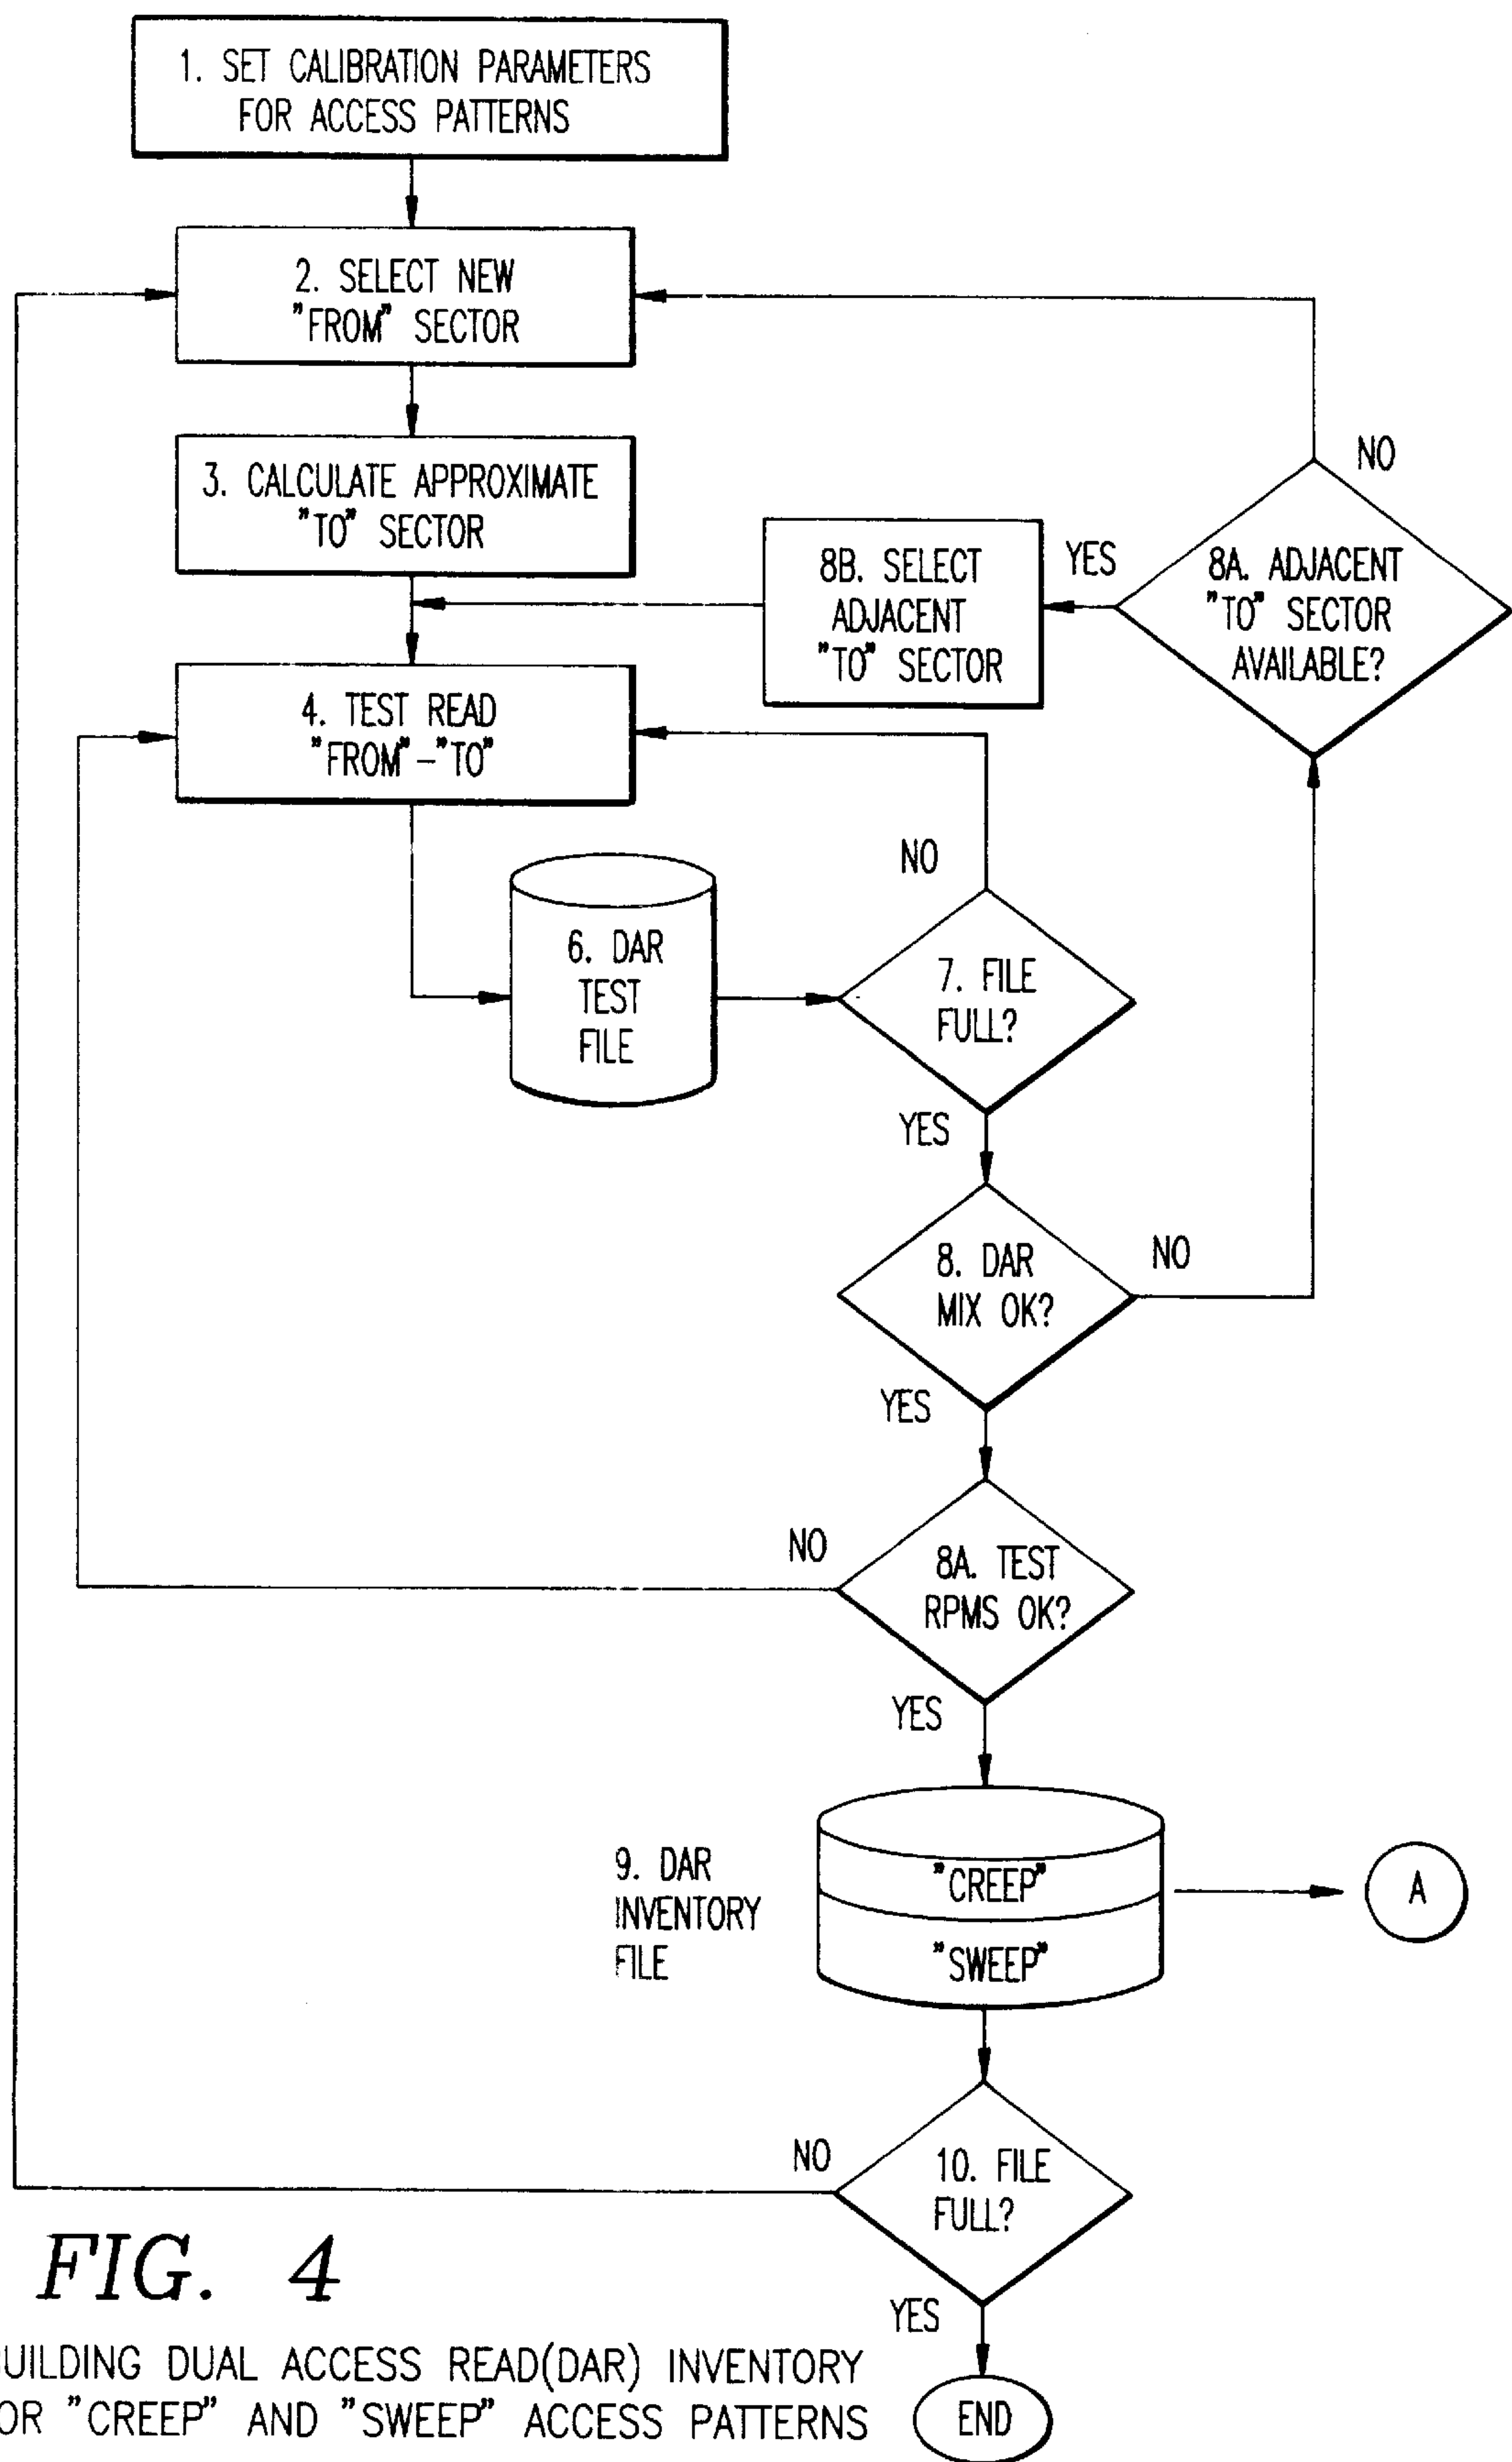 1. SET CALIBRATION PARAMETERS
FOR ACCESS PATTERNS
2. SELECT NEW
"FROM" SECTOR
3. CALCULATE APPROXIMATE
"TO" SECTOR
NO
8A. ADJACENT
"TO" SECTOR
AVAILABLE?
YES
8B. SELECT
ADJACENT
"TO" SECTOR
4. TEST READ
"FROM"-"TO"
NO
6. DAR
TEST
FILE
7. FILE
FULL?
YES
8. DAR
MIX OK?
NO
YES
NO
8A. TEST
RPMS OK?
YES
9. DAR
INVENTORY
FILE
"CREEP"
"SWEEP"
A
NO
10. FILE
FULL?
YES
END
FIG. 4
UILDING DUAL ACCESS READ(DAR) INVENTORY
OR "CREEP" AND "SWEEP" ACCESS PATTERNS